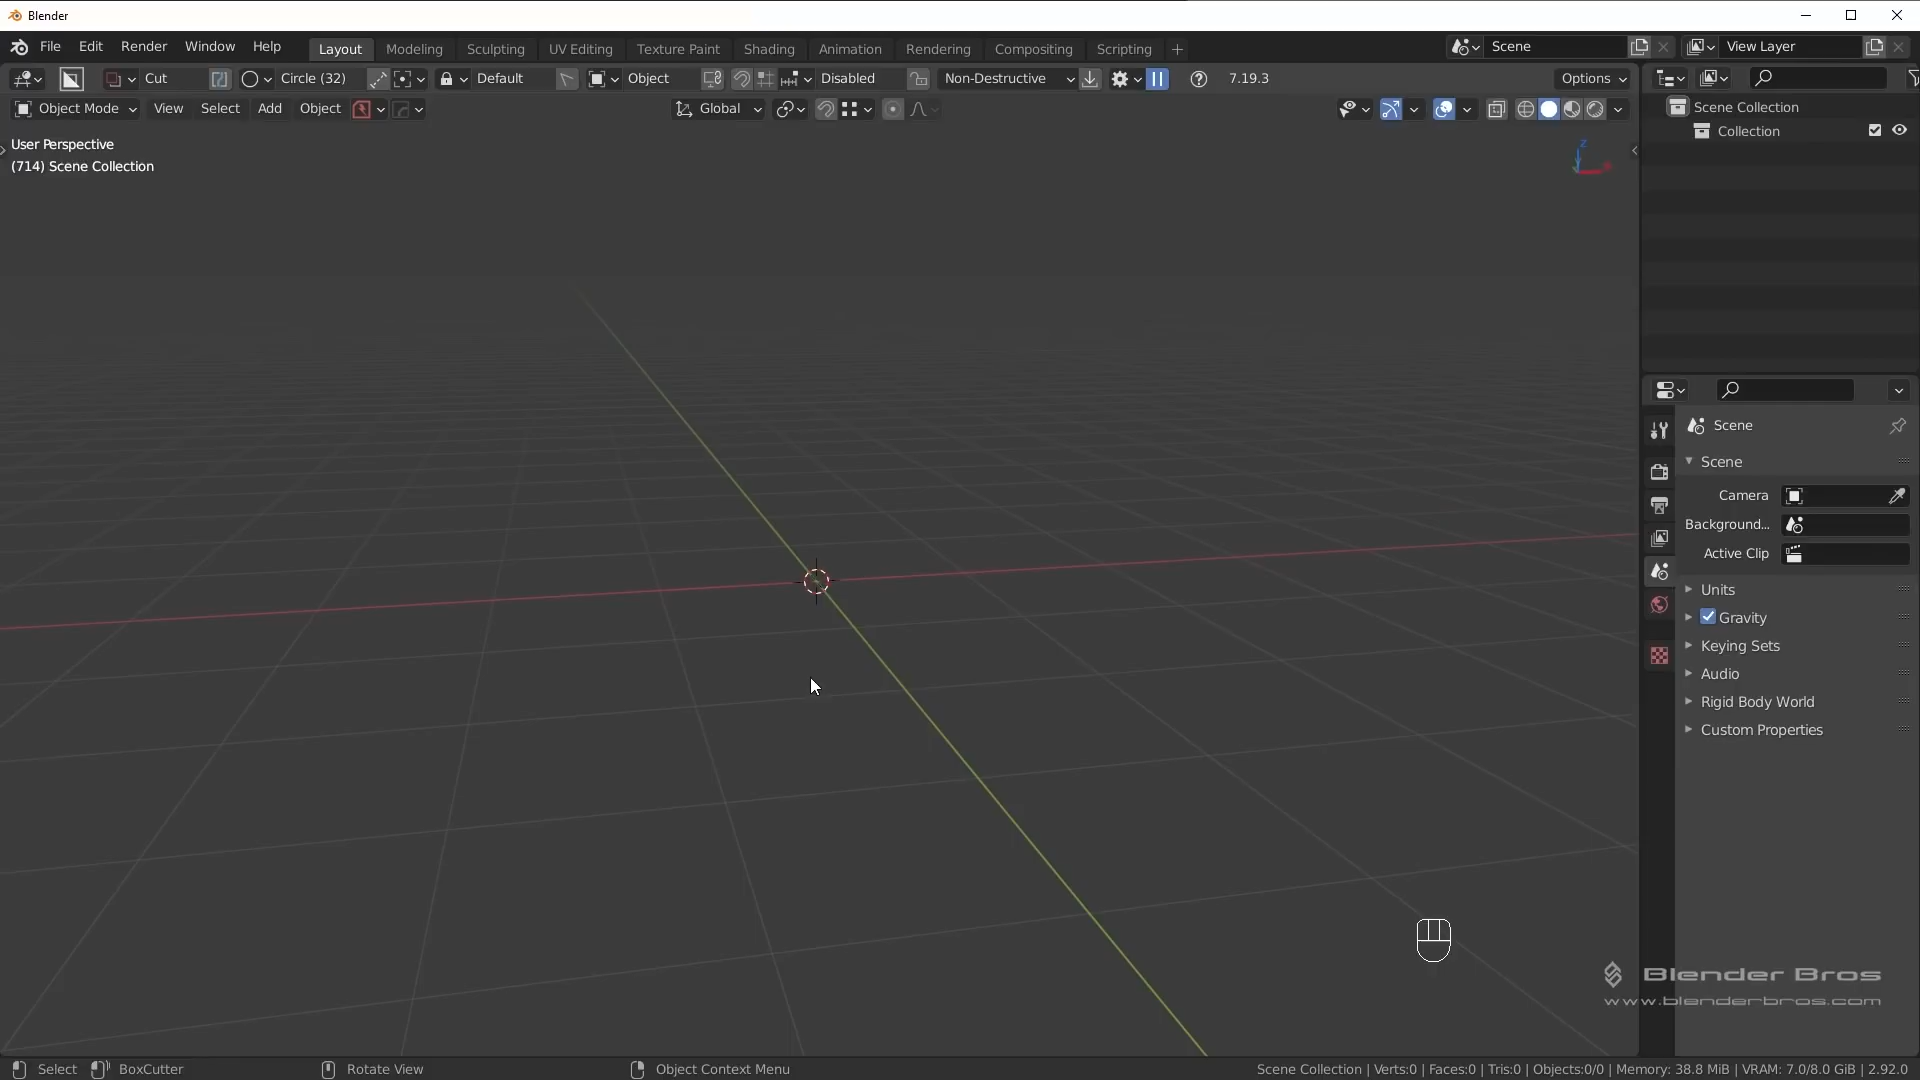 Blender
File Edit Render Window Help Layout Modeling Sculpting UV Editing Texture Paint Shading Animation Rendering Compositing Scripting + Scene View Layer
Cut Circle (32) Default Object Disabled Non-Destructive 7.19.3 Options
Object Mode View Select Add Object Global
User Perspective
(714) Scene Collection
Z
Scene Collection
Collection
Scene
Scene
Camera
Background...
Active Clip
Units
Gravity
Keying Sets
Audio
Rigid Body World
Custom Properties
Blender Bros
www.blenderbros.com
Select BoxCutter Rotate View Object Context Menu Scene Collection | Verts:0 | Faces:0 | Tris:0 | Objects:0/0 | Memory: 38.8 MiB | VRAM: 7.0/8.0 GiB | 2.92.0